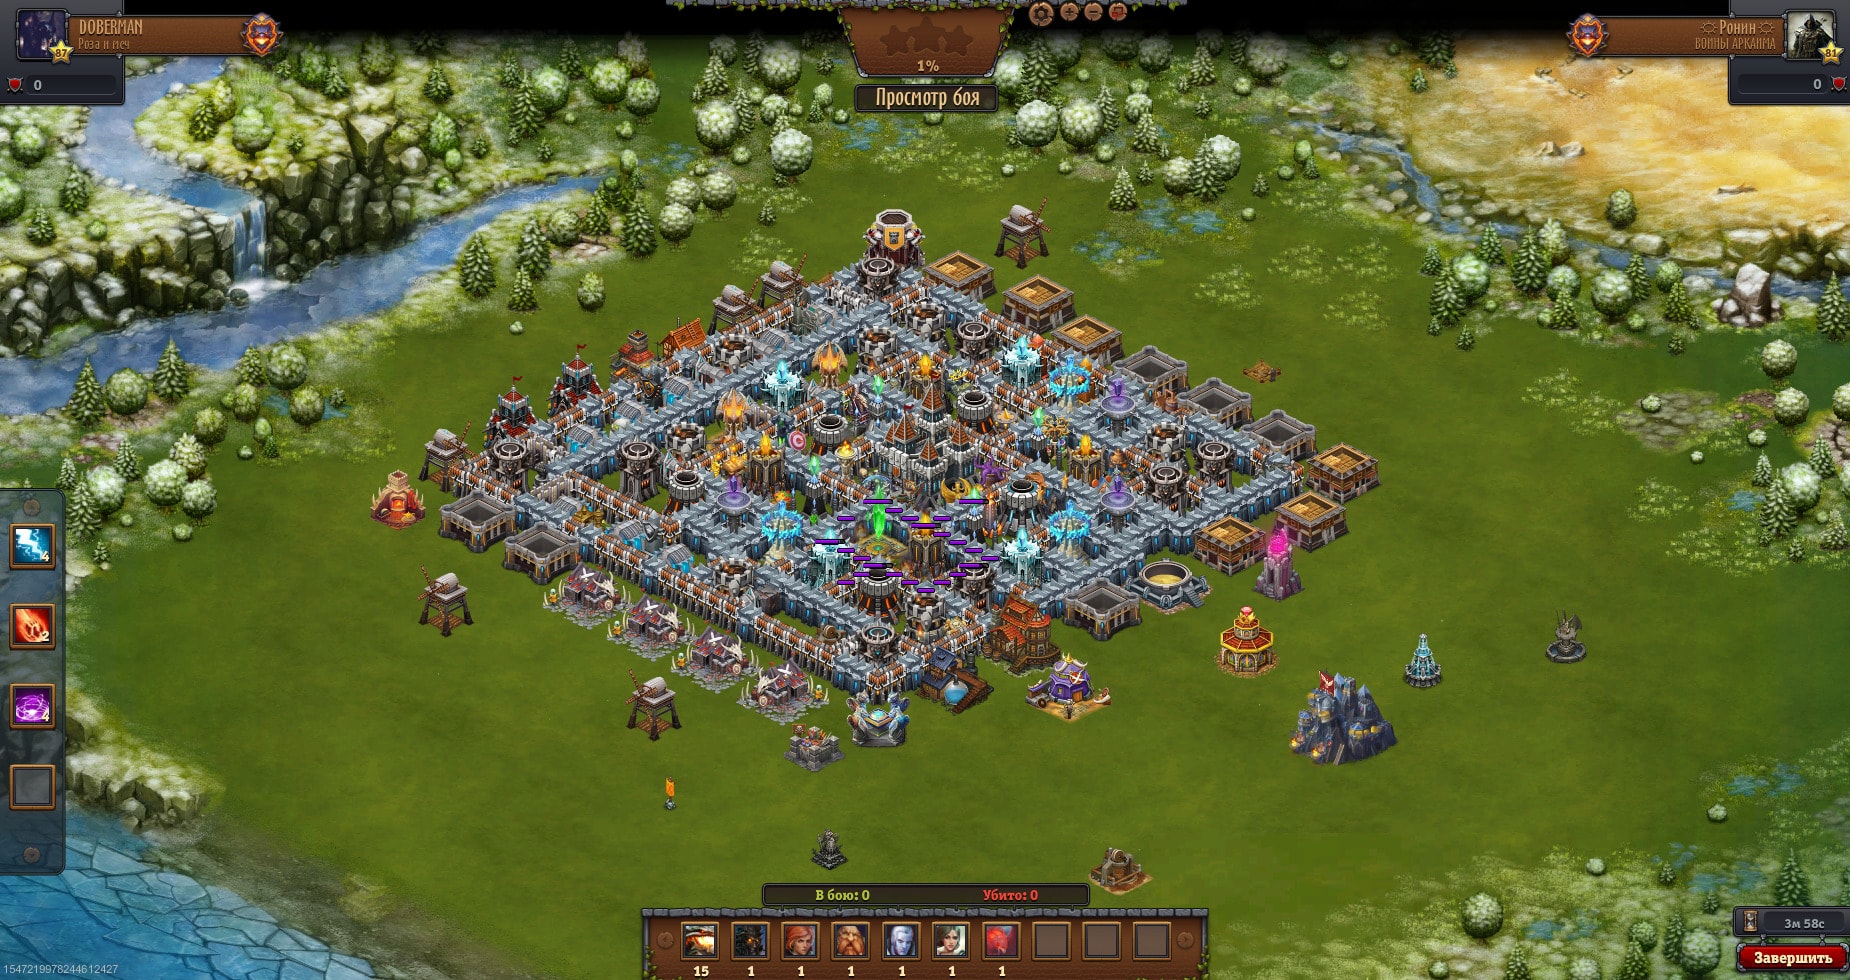 DOBERMAN
Роза и меч
87
0
1%
Просмотр боя
Ронин
ВОИНЫ АРКАИМА
81
0
4
2
4
В бою: 0 Убито: 0
15 1 1 1 1 1 1
3м 58с
Завершить
1547219978244612427